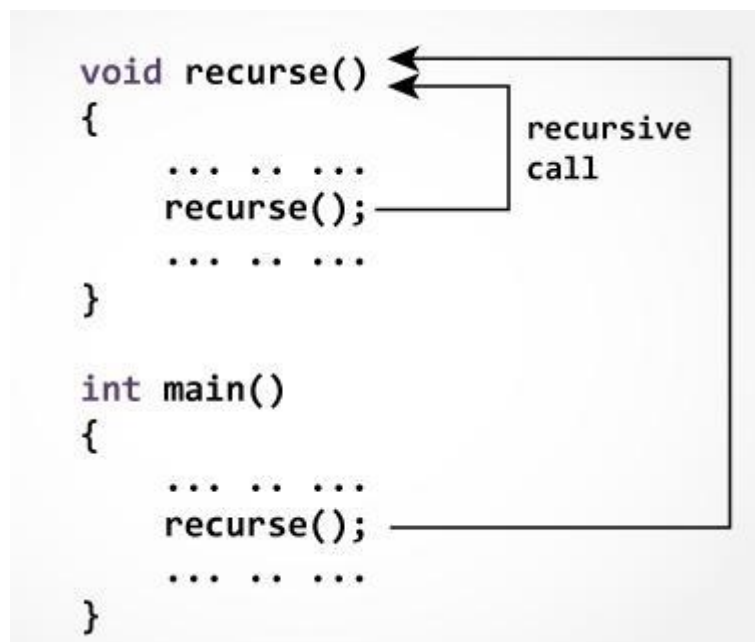 void recurse()
{
... .. ...
recurse();
... .. ...
}
recursive
call
int main()
{
... .. ...
recurse();
... .. ...
}